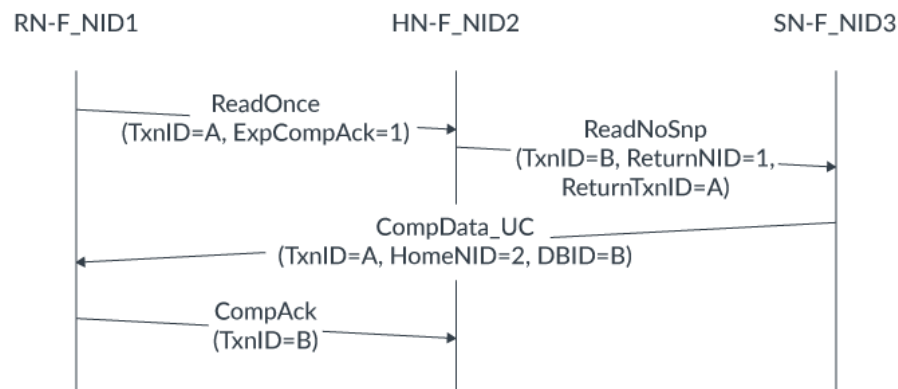 RN-F_NID1
HN-F_NID2
SN-F_NID3
ReadOnce
(TxnID=A, ExpCompAck=1)
ReadNoSnp
(TxnID=B, ReturnNID=1,
ReturnTxnID=A)
CompData_UC
(TxnID=A, HomeNID=2, DBID=B)
CompAck
(TxnID=B)